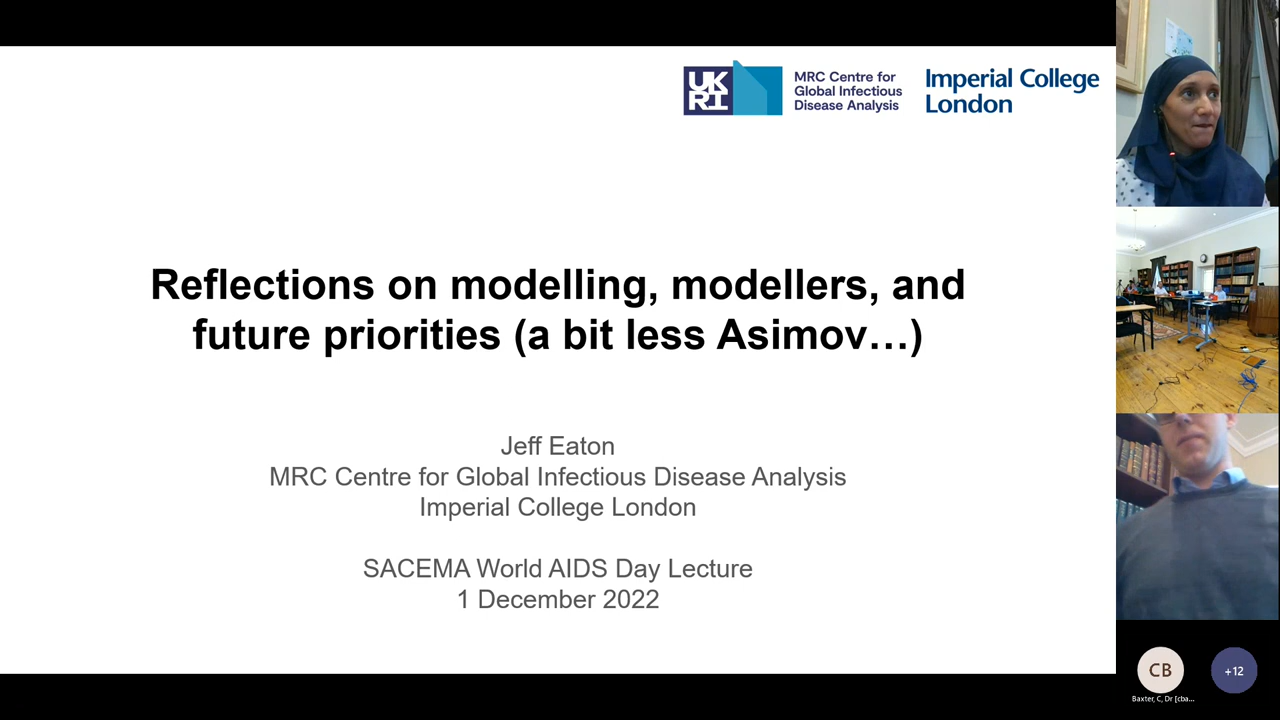 UK
RI
MRC Centre for
Global Infectious
Disease Analysis
Imperial College
London
Reflections on modelling, modellers, and
future priorities (a bit less Asimov…)
Jeff Eaton
MRC Centre for Global Infectious Disease Analysis
Imperial College London
SACEMA World AIDS Day Lecture
1 December 2022
CB
+12
Baxter, C, Dr [cba...